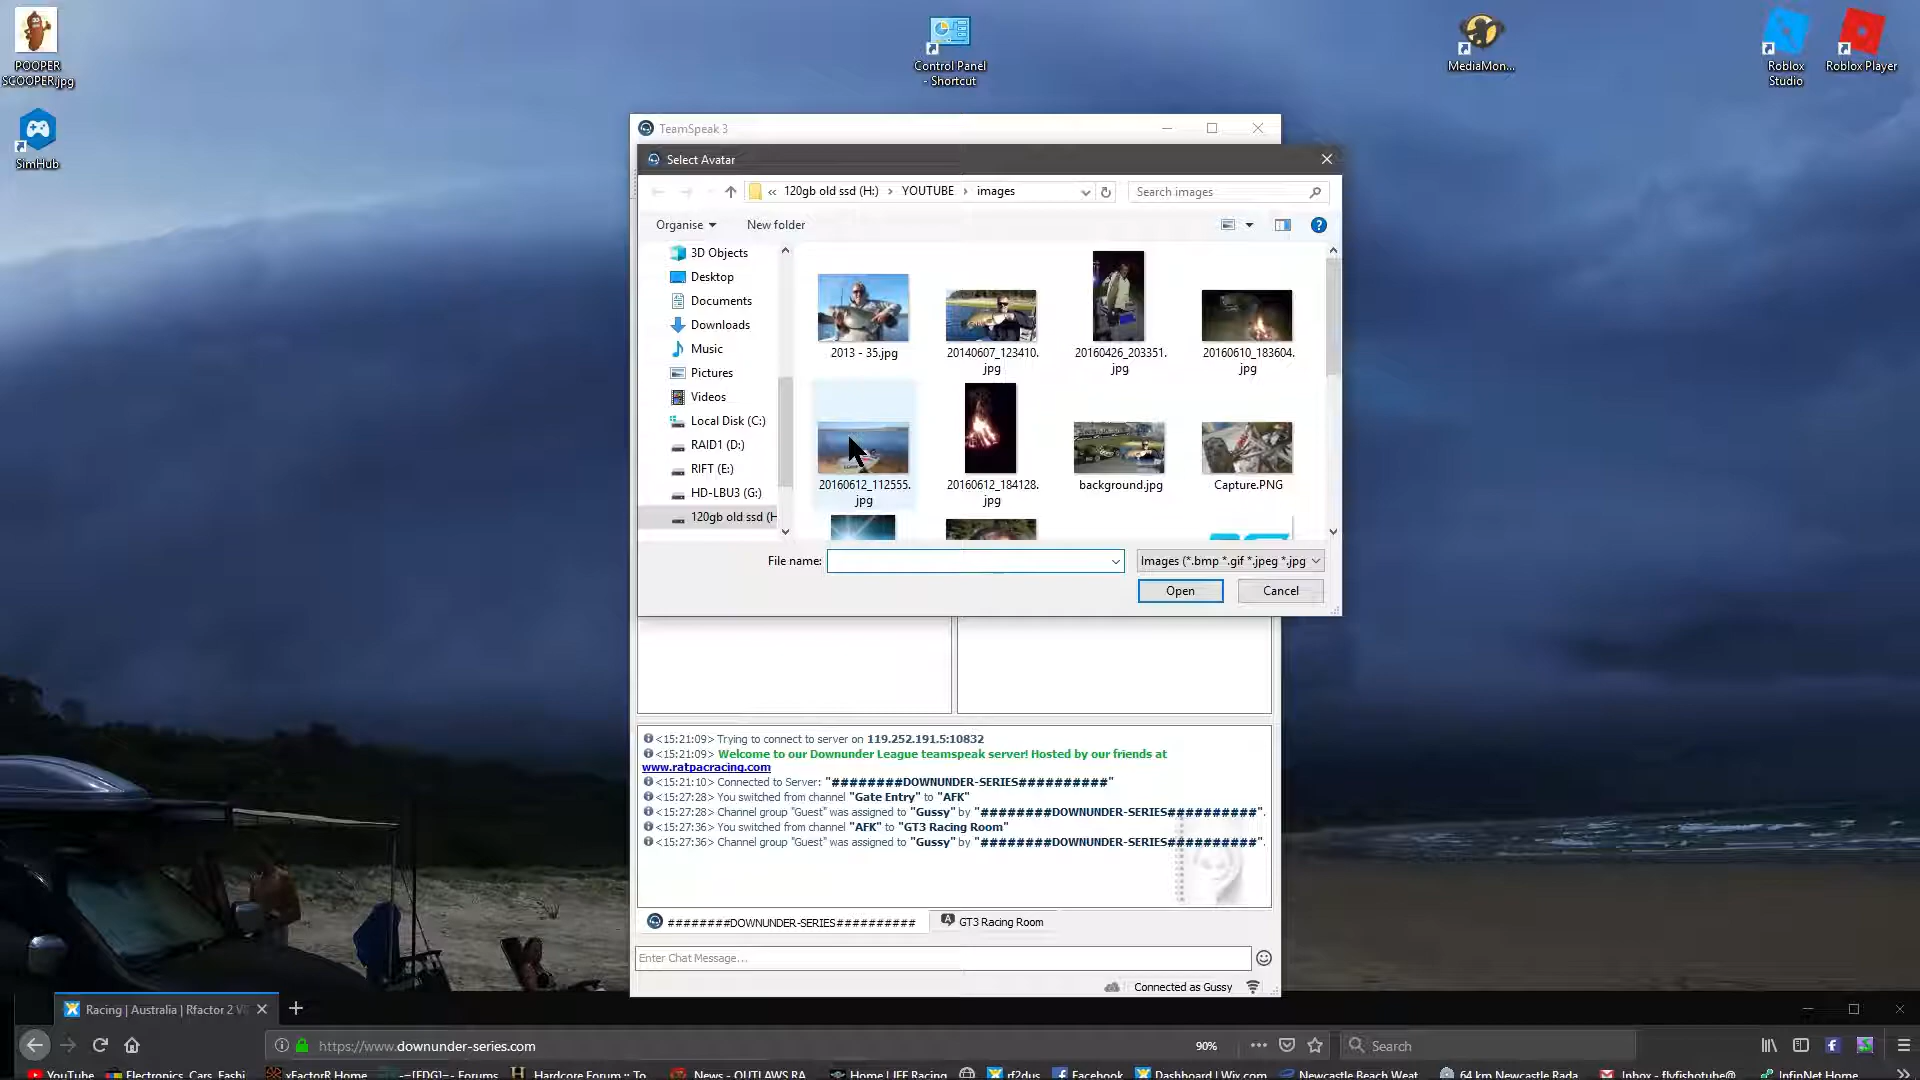 POOPER
SCOOPER.jpg
SimHub
Control Panel
- Shortcut
MediaMon...
Roblox
Studio
Roblox Player
TeamSpeak 3
Select Avatar
« 120gb old ssd (H:) › YOUTUBE › images
Search images
Organise
New folder
3D Objects
Desktop
Documents
Downloads
Music
Pictures
Videos
Local Disk (C:)
RAID1 (D:)
RIFT (E:)
HD-LBU3 (G:)
120gb old ssd (H
2013 - 35.jpg
20140607_123410.
jpg
20160426_203351.
jpg
20160610_183604.
jpg
20160612_112555.
jpg
20160612_184128.
jpg
background.jpg
Capture.PNG
File name:
Images (*.bmp *.gif *.jpeg *.jpg
Open
Cancel
<15:21:09> Trying to connect to server on 119.252.191.5:10832
<15:21:09> Welcome to our Downunder League teamspeak server! Hosted by our friends at
www.ratpacracing.com
<15:21:10> Connected to Server: "########DOWNUNDER-SERIES##########"
<15:27:28> You switched from channel "Gate Entry" to "AFK"
<15:27:28> Channel group "Guest" was assigned to "Gussy" by "########DOWNUNDER-SERIES##########".
<15:27:36> You switched from channel "AFK" to "GT3 Racing Room"
<15:27:36> Channel group "Guest" was assigned to "Gussy" by "########DOWNUNDER-SERIES##########".
########DOWNUNDER-SERIES##########
GT3 Racing Room
Enter Chat Message...
Connected as Gussy
Racing | Australia | Rfactor 2
https://www.downunder-series.com
90%
Search
YouTube
Electronics, Cars, Fashi
xFactorR Home
-=[FDG]=- Forums
Hardcore Forum :: To
News - OUTLAWS RA
Home | IFF Racing
rf2dus
Facebook
Dashboard | Wix.com
Newcastle Beach Weat
64 km Newcastle Rada
Inbox - flyfishotube@
InfinNet Home